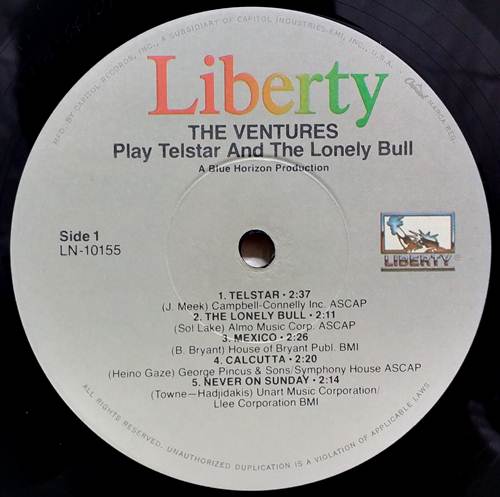 MFD. BY CAPITOL RECORDS, INC., A SUBSIDIARY OF CAPITOL INDUSTRIES-EMI, INC., U.S.A. Capitol MARCA REG.
Liberty
THE VENTURES
Play Telstar And The Lonely Bull
A Blue Horizon Production
Side 1
LN-10155
LIBERTY®
1. TELSTAR • 2:37
(J. Meek) Campbell-Connelly Inc. ASCAP
2. THE LONELY BULL • 2:11
(Sol Lake) Almo Music Corp. ASCAP
3. MEXICO • 2:26
(B. Bryant) House of Bryant Publ. BMI
4. CALCUTTA • 2:20
(Heino Gaze) George Pincus & Sons/Symphony House ASCAP
5. NEVER ON SUNDAY • 2:14
(Towne—Hadjidakis) Unart Music Corporation/
Llee Corporation BMI
ALL RIGHTS RESERVED. UNAUTHORIZED DUPLICATION IS A VIOLATION OF APPLICABLE LAWS